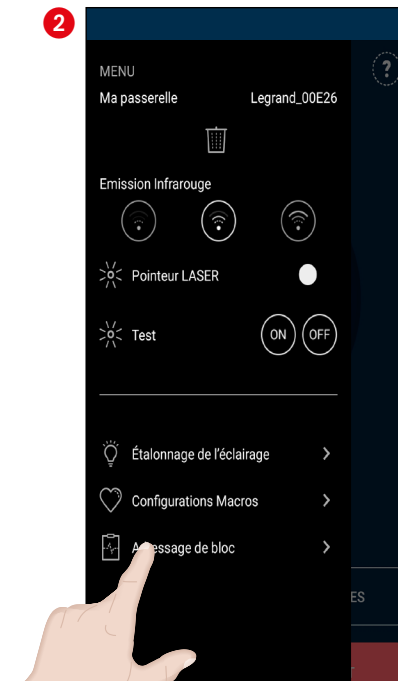 2
MENU
Ma passerelle Legrand_00E26
?
Emission Infrarouge
Pointeur LASER
Test ON OFF
Étalonnage de l'éclairage >
Configurations Macros >
de bloc >
ES